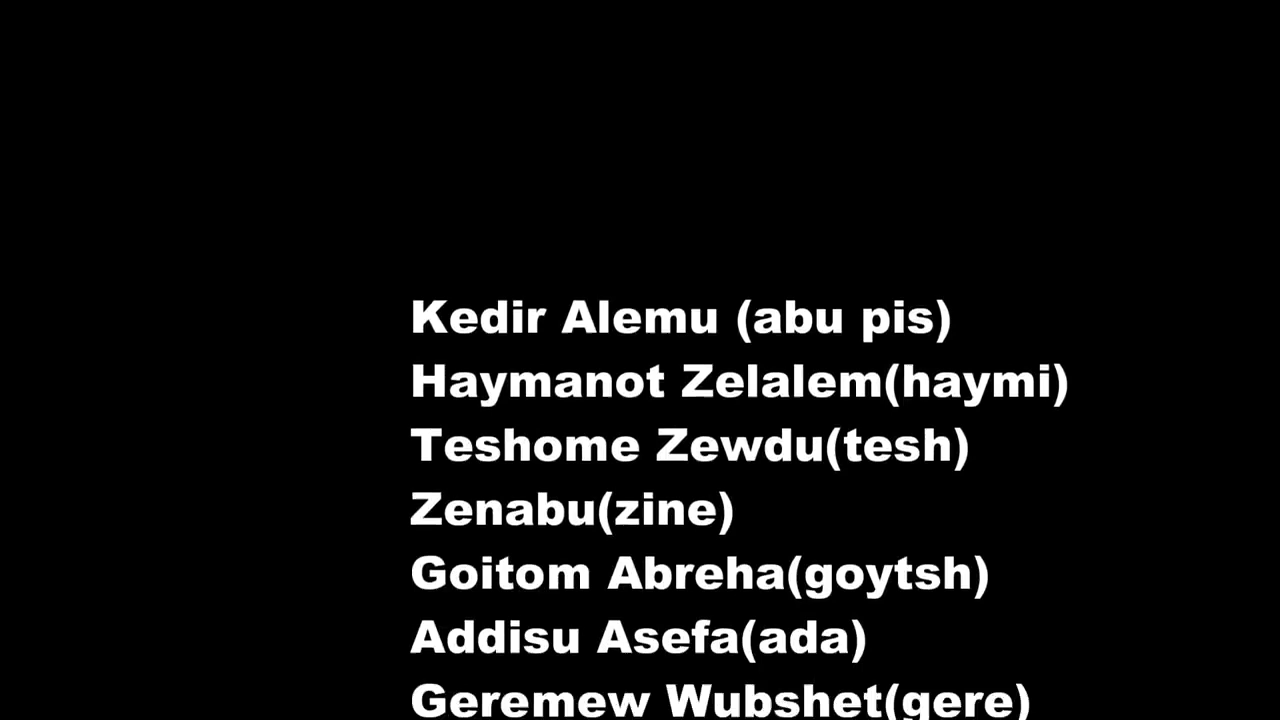 Kedir Alemu (abu pis)
Haymanot Zelalem(haymi)
Teshome Zewdu(tesh)
Zenabu(zine)
Goitom Abreha(goytsh)
Addisu Asefa(ada)
Geremew Wubshet(gere)